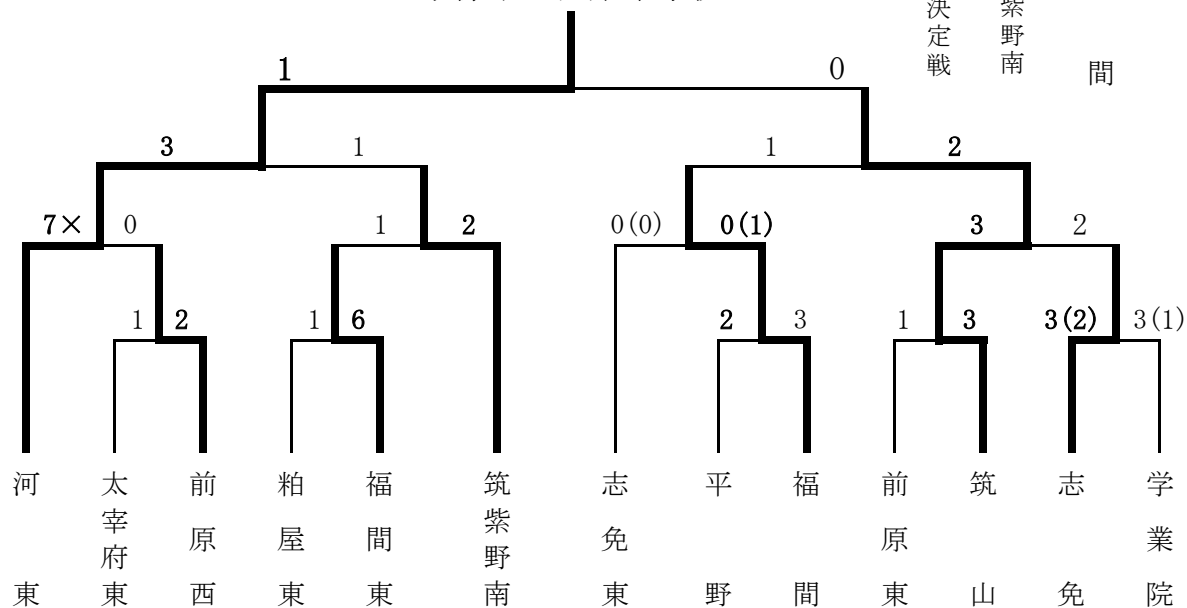 決定戦
紫野南
間
1 0
3 1 1 2
7× 0 1 2 0(0) 0(1) 3 2
1 2 1 6 2 3 1 3 3(2) 3(1)
河東
太宰府東
前原西
粕屋東
福間東
筑紫野南
志免東
平野
福間
前原東
筑山
志免
学業院